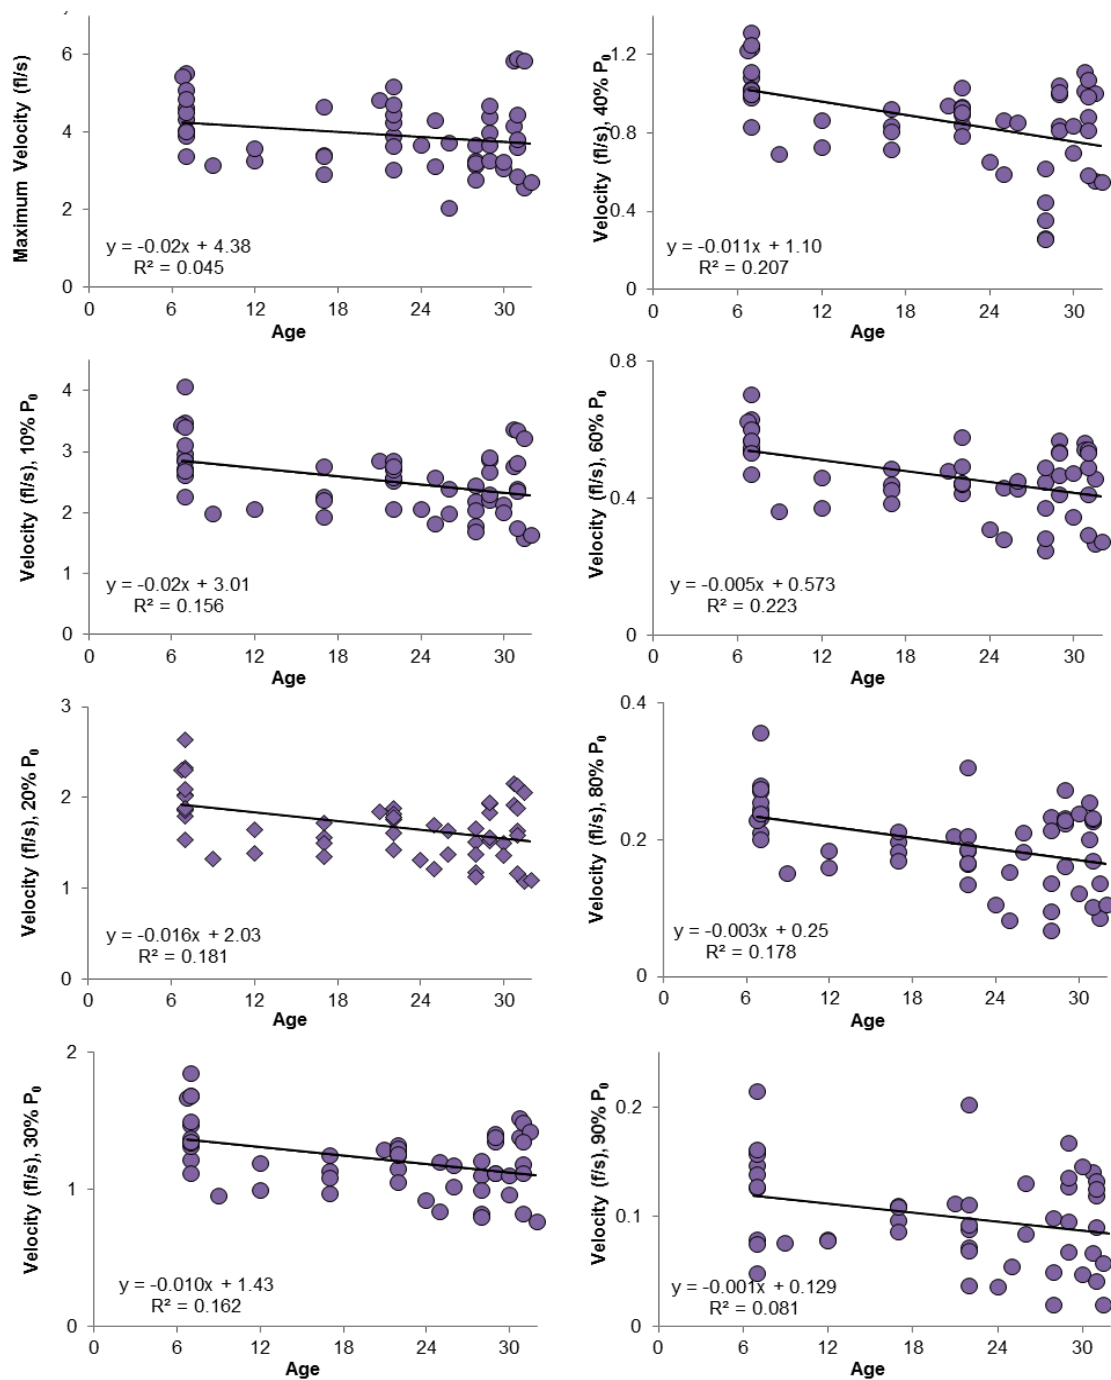 6
4
2
0
Maximum Velocity (fl/s)
y = -0.02x + 4.38
R² = 0.045
0 6 12 18 24 30
Age
1.2
0.8
0.4
0
Velocity (fl/s), 40% P₀
y = -0.011x + 1.10
R² = 0.207
0 6 12 18 24 30
Age
4
3
2
1
0
Velocity (fl/s), 10% P₀
y = -0.02x + 3.01
R² = 0.156
0 6 12 18 24 30
Age
0.8
0.4
0
Velocity (fl/s), 60% P₀
y = -0.005x + 0.573
R² = 0.223
0 6 12 18 24 30
Age
3
2
1
0
Velocity (fl/s), 20% P₀
y = -0.016x + 2.03
R² = 0.181
0 6 12 18 24 30
Age
0.4
0.2
0
Velocity (fl/s), 80% P₀
y = -0.003x + 0.25
R² = 0.178
0 6 12 18 24 30
Age
2
1
0
Velocity (fl/s), 30% P₀
y = -0.010x + 1.43
R² = 0.162
0 6 12 18 24 30
Age
0.2
0.1
0
Velocity (f/s), 90% P₀
y = -0.001x + 0.129
R² = 0.081
0 6 12 18 24 30
Age